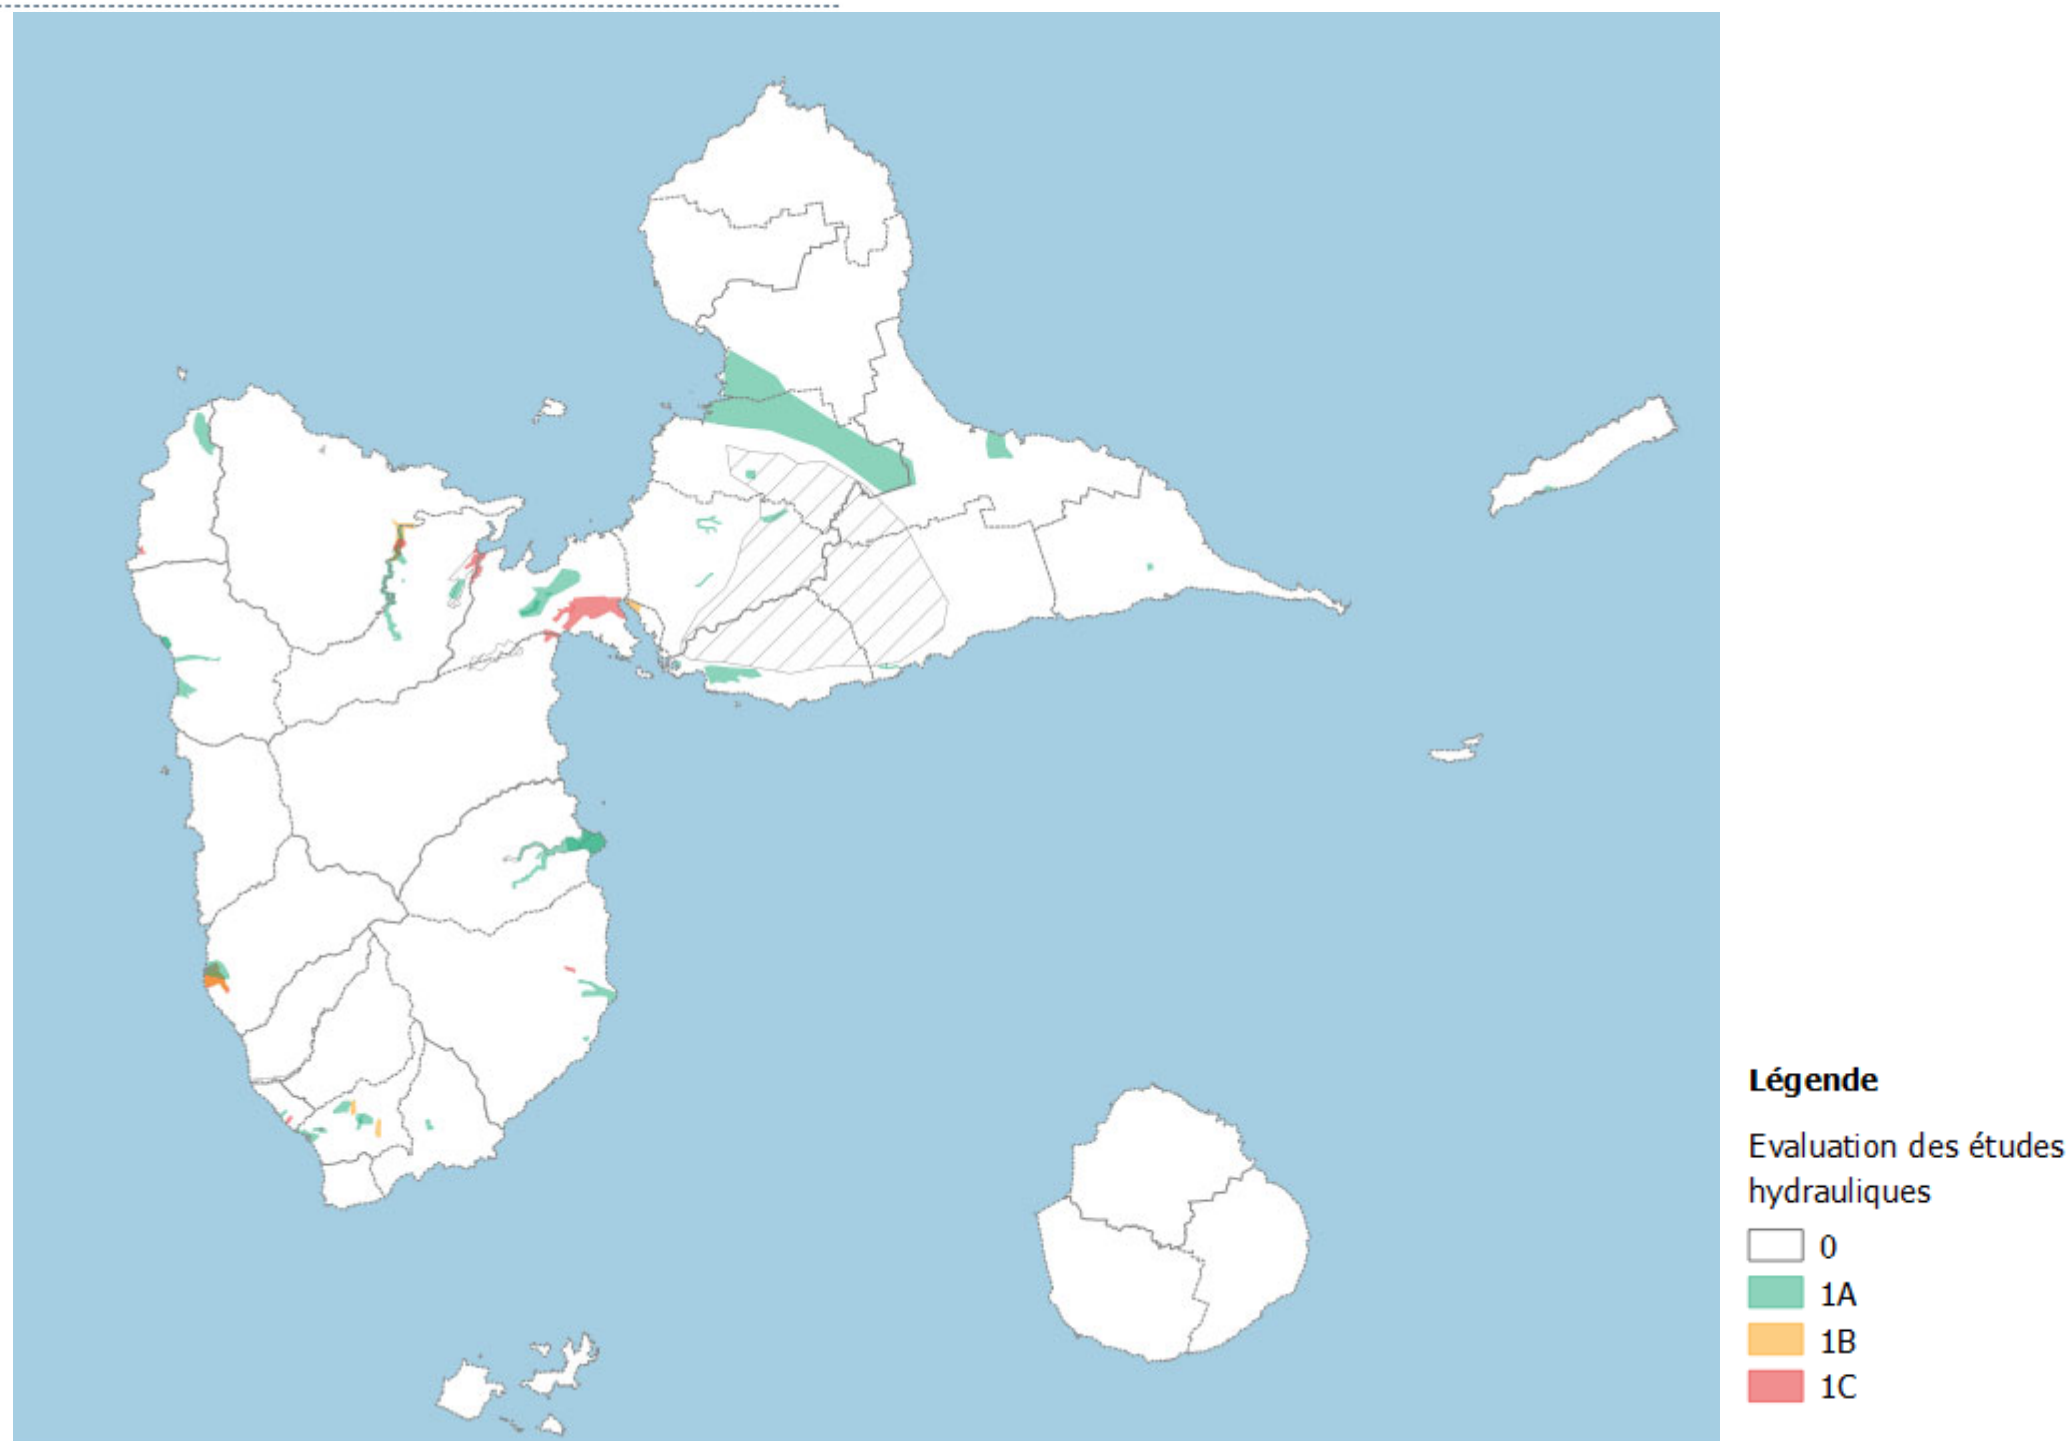 Légende
Evaluation des études
hydrauliques
0
1A
1B
1C